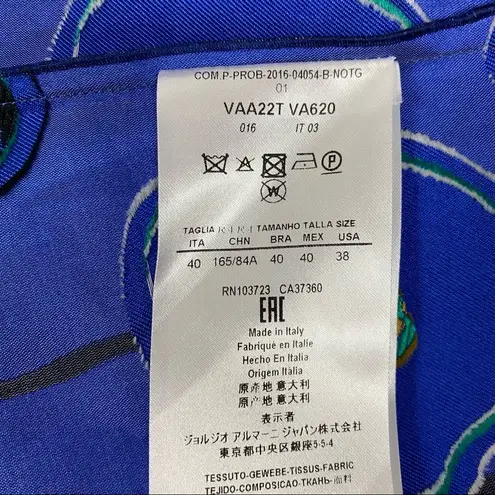 COM.P-PROB-2016-04054-B-NOTG
01
VAA22T VA620
016 IT 03
P
W
TAGLIA TAMANHO TALLA SIZE
ITA CHN BRA MEX USA
40 165/84A 40 40 38
RN103723 CA37360
EAC
Made in Italy
Fabriqué en Italie
Hecho En Italia
Origem Itália
原産地 意大利
原产地 意大利
表示者
ジョルジオ アルマーニ ジャパン株式会社
東京都中央区銀座5-5-4
TESSUTO-GEWEBE-TISSUS-FABRIC
TEJIDO-COMPOSICAO-ТКАНЬ-面料